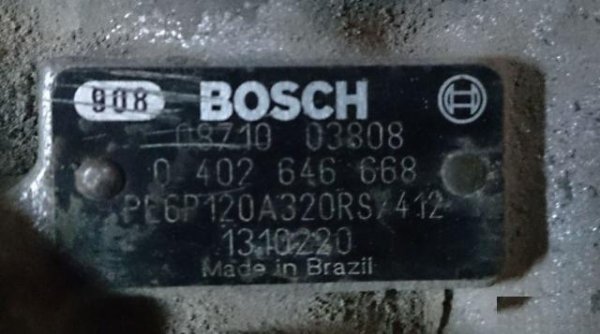 908 BOSCH
08710 03808
0 402 646 668
PE6P120A320RS/412
1310220
Made in Brazil